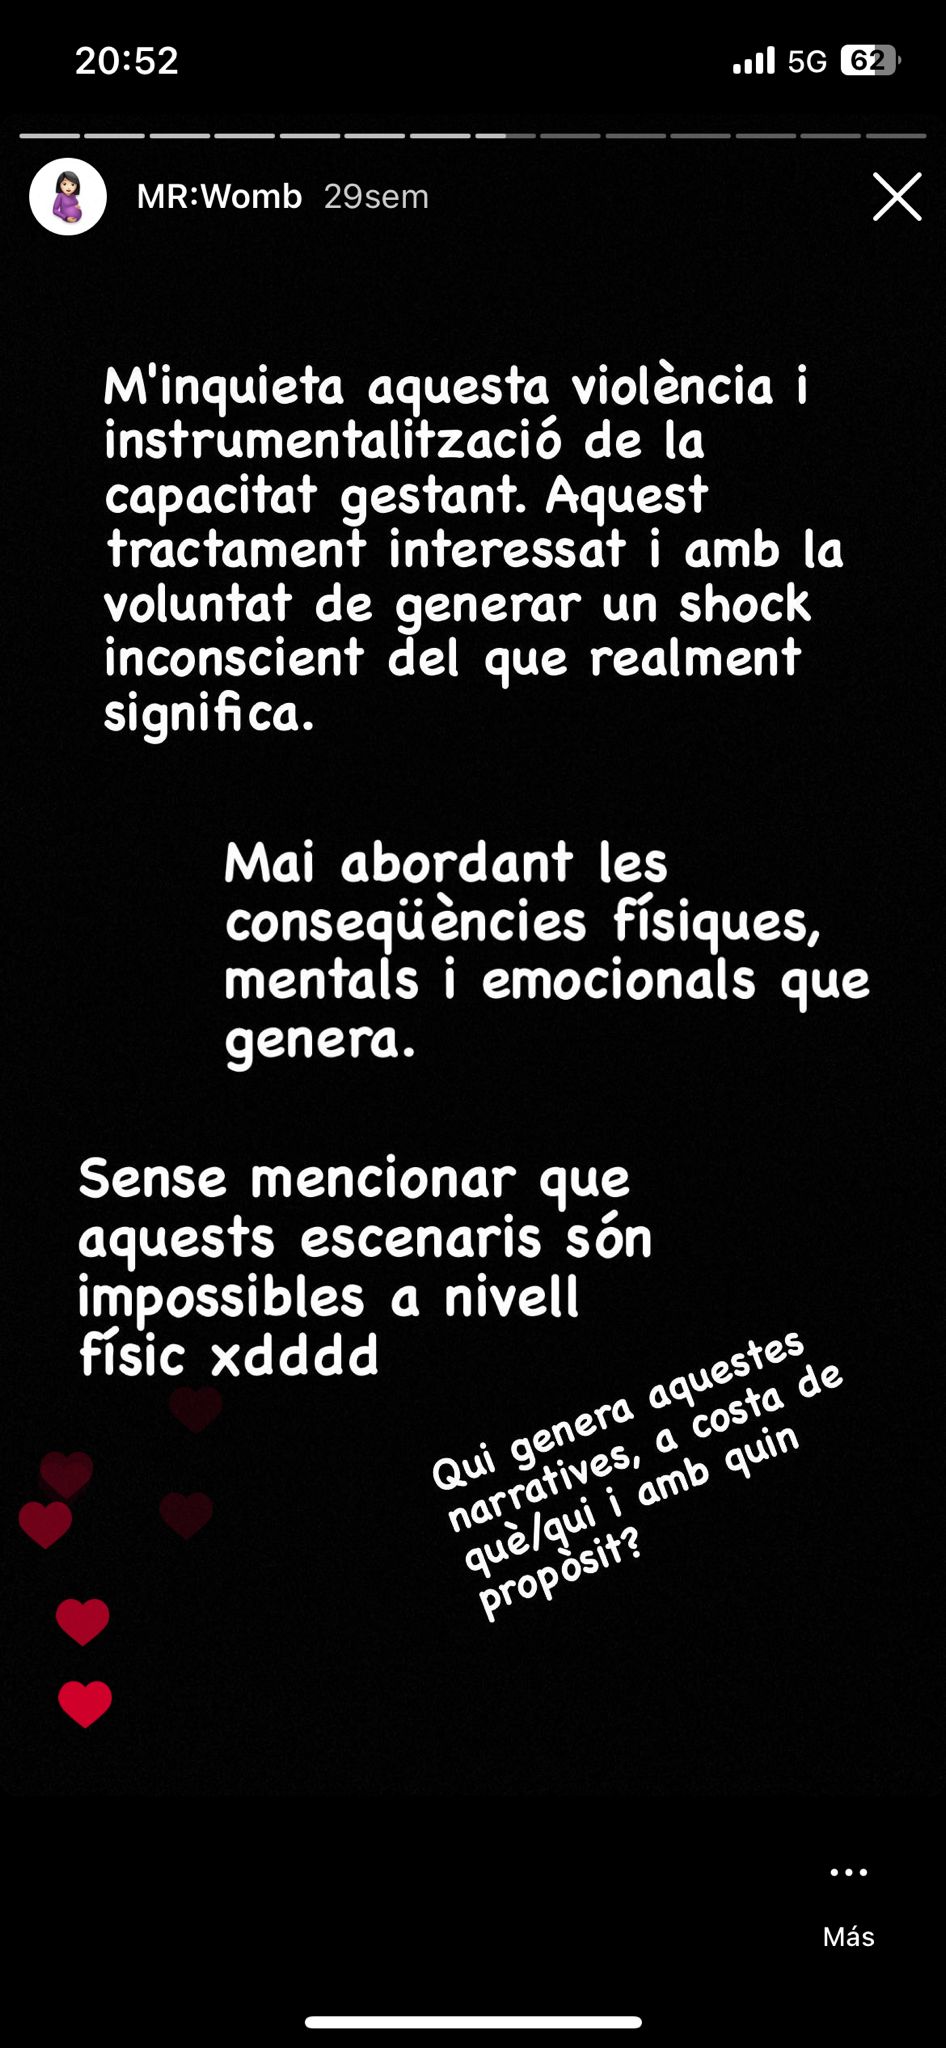 20:52
5G 62
MR:Womb 29sem
M'inquieta aquesta violència i
instrumentalització de la
capacitat gestant. Aquest
tractament interessat i amb la
voluntat de generar un shock
inconscient del que realment
significa.
Mai abordant les
conseqüències físiques,
mentals i emocionals que
genera.
Sense mencionar que
aquests escenaris són
impossibles a nivell
físic xdddd
Qui genera aquestes
narratives, a costa de
què/qui i amb quin
propòsit?
Más